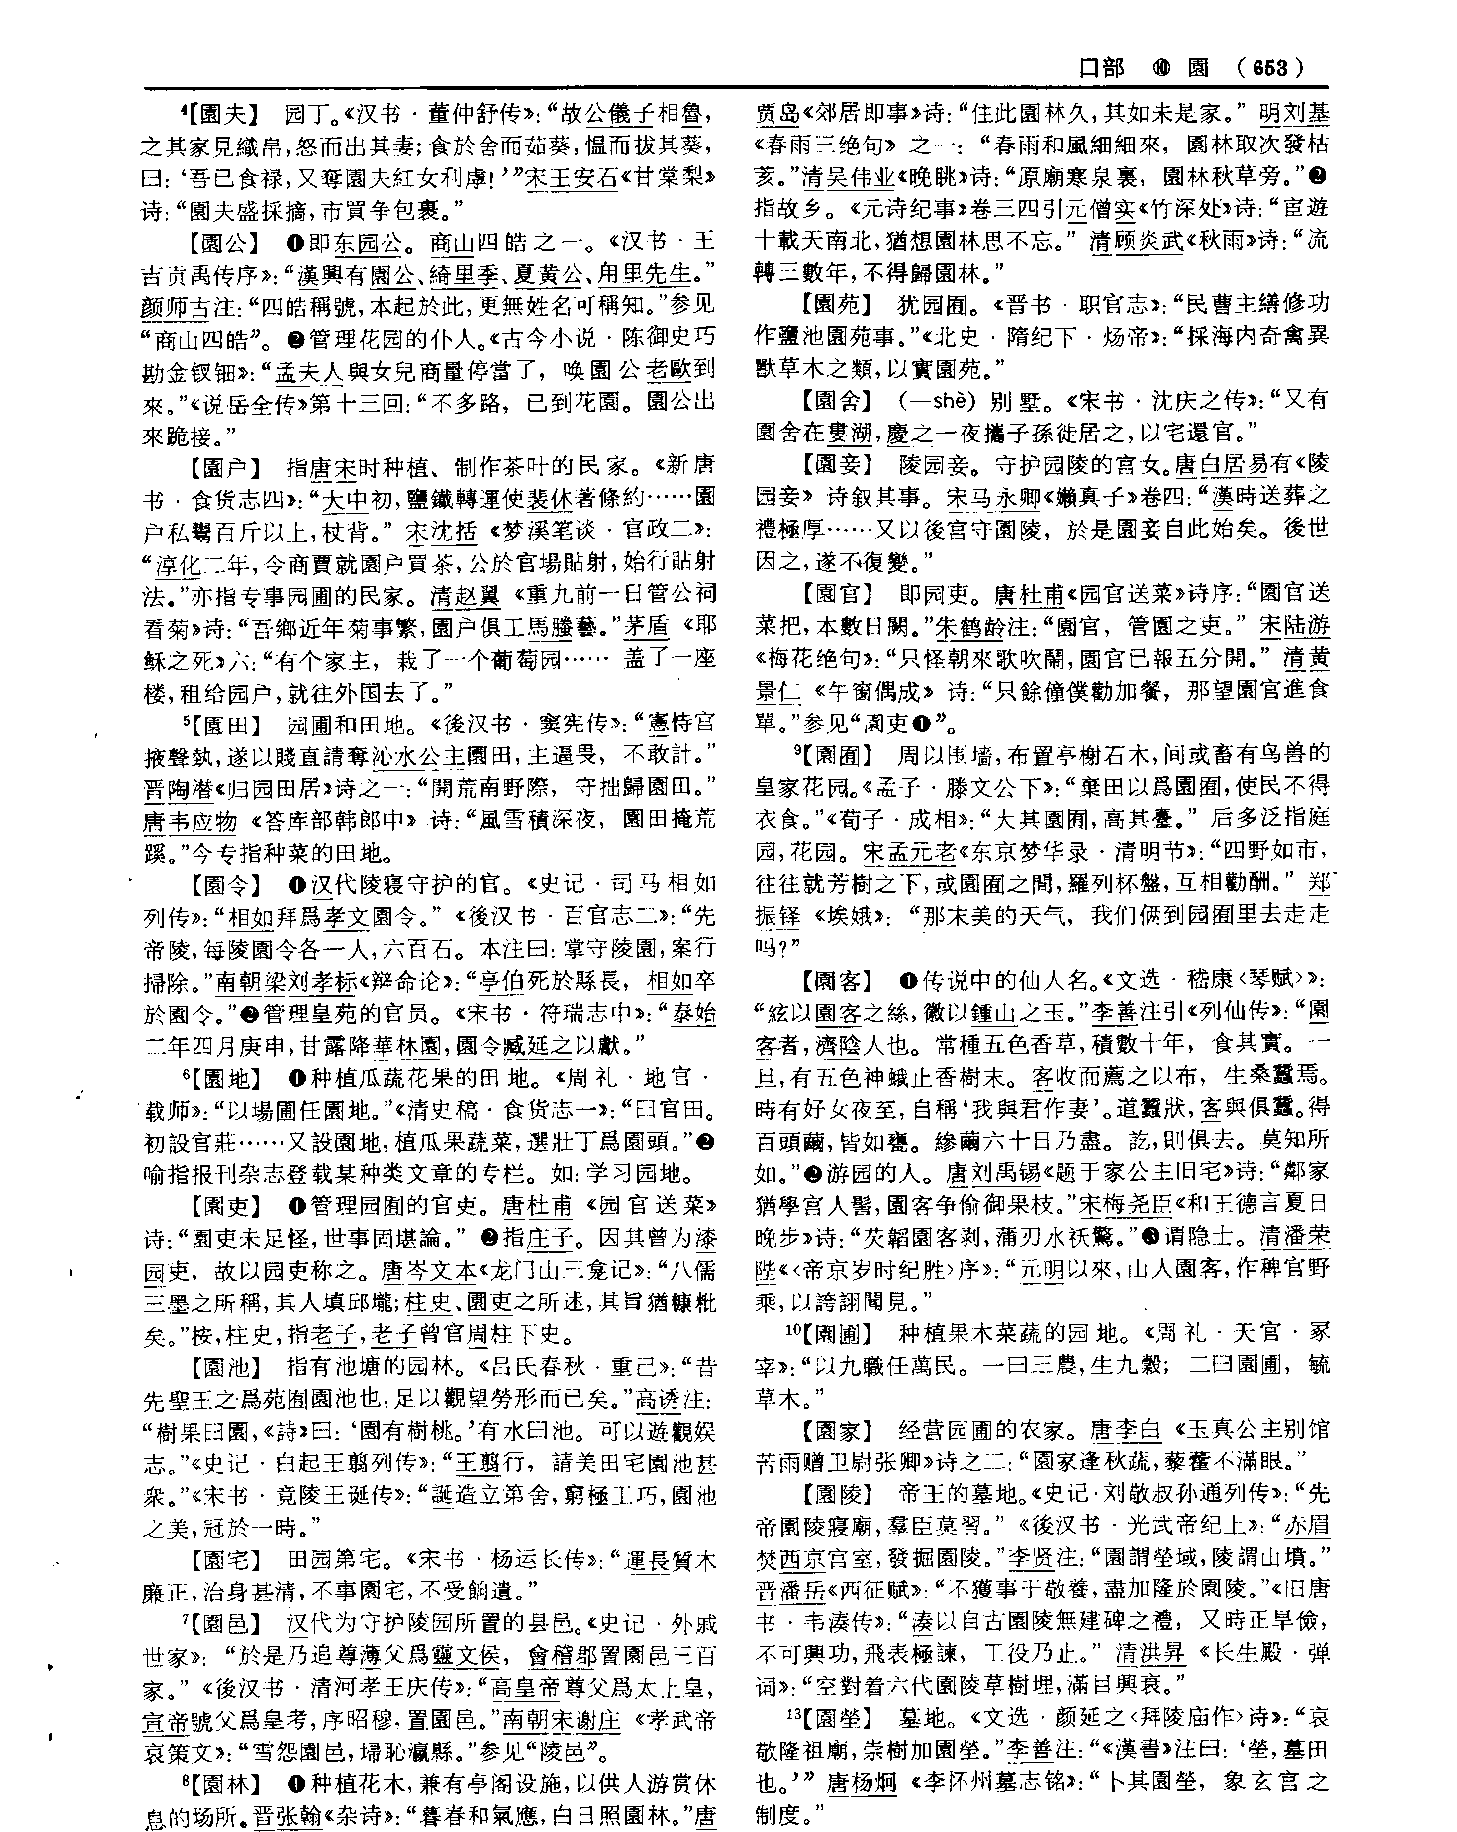 口部 ⑩ 園 (653)
⁴【園夫】 园丁。《汉书·董仲舒传》：“故公儀子相魯，
之其家見織帛，怒而出其妻；食於舍而茹葵，愠而拔其葵，
曰：‘吾已食禄，又奪園夫紅女利虖！’”宋王安石《甘棠梨》
诗：“園夫盛採摘，市買争包裹。”
【園公】 ❶即东园公。商山四皓之一。《汉书·王
吉贡禹传序》：“漢興有園公、綺里季、夏黄公、甪里先生。”
颜师古注：“四皓稱號，本起於此，更無姓名可稱知。”参见
“商山四皓”。❷管理花园的仆人。《古今小说·陈御史巧
勘金钗钿》：“孟夫人與女兒商量停當了，唤園公老歐到
來。”《说岳全传》第十三回：“不多路，已到花園。園公出
來跪接。”
【園户】 指唐宋时种植、制作茶叶的民家。《新唐
书·食货志四》：“大中初，鹽鐵轉運使裴休著條約……園
户私鬻百斤以上，杖背。”宋沈括《梦溪笔谈·官政二》：
“淳化二年，令商賈就園户買茶，公於官場貼射，始行貼射
法。”亦指专事园圃的民家。清赵翼《重九前一日管公祠
看菊》诗：“吾鄉近年菊事繁，園户俱工馬塍藝。”茅盾《耶
稣之死》六：“有个家主，栽了一个葡萄园……盖了一座
楼，租给园户，就往外国去了。”
⁵【園田】 园圃和田地。《後汉书·窦宪传》：“憲恃宫
掖聲埶，遂以賤直請奪沁水公主園田，主逼畏，不敢計。”
晋陶潜《归园田居》诗之一：“開荒南野際，守拙歸園田。”
唐韦应物《答库部韩郎中》诗：“風雪積深夜，園田掩荒
蹊。”今专指种菜的田地。
【園令】 ❶汉代陵寝守护的官。《史记·司马相如
列传》：“相如拜爲孝文園令。”《後汉书·百官志二》：“先
帝陵，每陵園令各一人，六百石。本注曰：掌守陵園，案行
掃除。”南朝梁刘孝标《辩命论》：“亭伯死於縣長，相如卒
於園令。”❷管理皇苑的官员。《宋书·符瑞志中》：“泰始
二年四月庚申，甘露降華林園，園令臧延之以獻。”
⁶【園地】 ❶种植瓜蔬花果的田地。《周礼·地官·
载师》：“以場圃任園地。”《清史稿·食货志一》：“曰官田。
初設官莊……又設園地，植瓜果蔬菜，選壯丁爲園頭。”❷
喻指报刊杂志登载某种类文章的专栏。如：学习园地。
【園吏】 ❶管理园囿的官吏。唐杜甫《园官送菜》
诗：“園吏未足怪，世事固堪論。”❷指庄子。因其曾为漆
园吏，故以园吏称之。唐岑文本《龙门山三龛记》：“八儒
三墨之所稱，其人填邱壠；柱史、園吏之所述，其旨猶糠粃
矣。”按，柱史，指老子，老子曾官周柱下史。
【園池】 指有池塘的园林。《吕氏春秋·重己》：“昔
先聖王之爲苑囿園池也，足以觀望勞形而已矣。”高诱注：
“樹果曰園，《詩》曰：‘園有樹桃。’有水曰池。可以遊觀娱
志。”《史记·白起王翦列传》：“王翦行，請美田宅園池甚
衆。”《宋书·竟陵王诞传》：“誕造立第舍，窮極工巧，園池
之美，冠於一時。”
【園宅】 田园第宅。《宋书·杨运长传》：“運長質木
廉正，治身甚清，不事園宅，不受餉遺。”
⁷【園邑】 汉代为守护陵园所置的县邑。《史记·外戚
世家》：“於是乃追尊薄父爲靈文侯，會稽郡置園邑三百
家。”《後汉书·清河孝王庆传》：“高皇帝尊父爲太上皇，
宣帝號父爲皇考，序昭穆，置園邑。”南朝宋谢庄《孝武帝
哀策文》：“雪怨園邑，埽恥瀛縣。”参见“陵邑”。
⁸【園林】 ❶种植花木，兼有亭阁设施，以供人游赏休
息的场所。晋张翰《杂诗》：“暮春和氣應，白日照園林。”唐
贾岛《郊居即事》诗：“住此園林久，其如未是家。”明刘基
《春雨三绝句》之一：“春雨和風細細來，園林取次發枯
荄。”清吴伟业《晚眺》诗：“原廟寒泉裏，園林秋草旁。”❷
指故乡。《元诗纪事》卷三四引元僧实《竹深处》诗：“宦遊
十載天南北，猶想園林思不忘。”清顾炎武《秋雨》诗：“流
轉三數年，不得歸園林。”
【園苑】 犹园囿。《晋书·职官志》：“民曹主繕修功
作鹽池園苑事。”《北史·隋纪下·炀帝》：“採海内奇禽異
獸草木之類，以實園苑。”
【園舍】 (—shè) 别墅。《宋书·沈庆之传》：“又有
園舍在婁湖，慶之一夜攜子孫徙居之，以宅還官。”
【園妾】 陵园妾。守护园陵的宫女。唐白居易有《陵
园妾》诗叙其事。宋马永卿《嬾真子》卷四：“漢時送葬之
禮極厚……又以後宫守園陵，於是園妾自此始矣。後世
因之，遂不復變。”
【園官】 即园吏。唐杜甫《园官送菜》诗序：“園官送
菜把，本數日闕。”朱鹤龄注：“園官，管園之吏。”宋陆游
《梅花绝句》：“只怪朝來歌吹鬧，園官已報五分開。”清黄
景仁《午窗偶成》诗：“只餘僮僕勸加餐，那望園官進食
單。”参见“園吏❶”。
⁹【園囿】 周以围墙，布置亭榭石木，间或畜有鸟兽的
皇家花园。《孟子·滕文公下》：“棄田以爲園囿，使民不得
衣食。”《荀子·成相》：“大其園囿，高其臺。”后多泛指庭
园，花园。宋孟元老《东京梦华录·清明节》：“四野如市，
往往就芳樹之下，或園囿之間，羅列杯盤，互相勸酬。”郑
振铎《埃娥》：“那末美的天气，我们俩到园囿里去走走
吗？”
【園客】 ❶传说中的仙人名。《文选·嵇康〈琴赋〉》：
“絃以園客之絲，徽以鍾山之玉。”李善注引《列仙传》：“園
客者，濟陰人也。常種五色香草，積數十年，食其實。一
旦，有五色神蛾止香樹末。客收而薦之以布，生桑蠶焉。
時有好女夜至，自稱‘我與君作妻’。道蠶狀，客與俱蠶。得
百頭繭，皆如甕。繰繭六十日乃盡。訖，則俱去。莫知所
如。”❷游园的人。唐刘禹锡《题于家公主旧宅》诗：“鄰家
猶學宫人髻，園客争偷御果枝。”宋梅尧臣《和王德言夏日
晚步》诗：“芡韜園客剥，蒲刃水祅驚。”❸谓隐士。清潘荣
陛《〈帝京岁时纪胜〉序》：“元明以來，山人園客，作稗官野
乘，以誇詡聞見。”
¹⁰【園圃】 种植果木菜蔬的园地。《周礼·天官·冢
宰》：“以九職任萬民。一曰三農，生九穀；二曰園圃，毓
草木。”
【園家】 经营园圃的农家。唐李白《玉真公主别馆
苦雨赠卫尉张卿》诗之二：“園家逢秋蔬，藜藿不滿眼。”
【園陵】 帝王的墓地。《史记·刘敬叔孙通列传》：“先
帝園陵寢廟，羣臣莫習。”《後汉书·光武帝纪上》：“赤眉
焚西京宫室，發掘園陵。”李贤注：“園謂塋域，陵謂山墳。”
晋潘岳《西征赋》：“不獲事于敬養，盡加隆於園陵。”《旧唐
书·韦凑传》：“湊以自古園陵無建碑之禮，又時正旱儉，
不可興功，飛表極諫，工役乃止。”清洪昇《长生殿·弹
词》：“空對着六代園陵草樹埋，滿目興衰。”
¹³【園塋】 墓地。《文选·颜延之〈拜陵庙作〉诗》：“哀
敬隆祖廟，崇樹加園塋。”李善注：“《漢書》注曰：‘塋，墓田
也。’”唐杨炯《李怀州墓志铭》：“卜其園塋，象玄宫之
制度。”